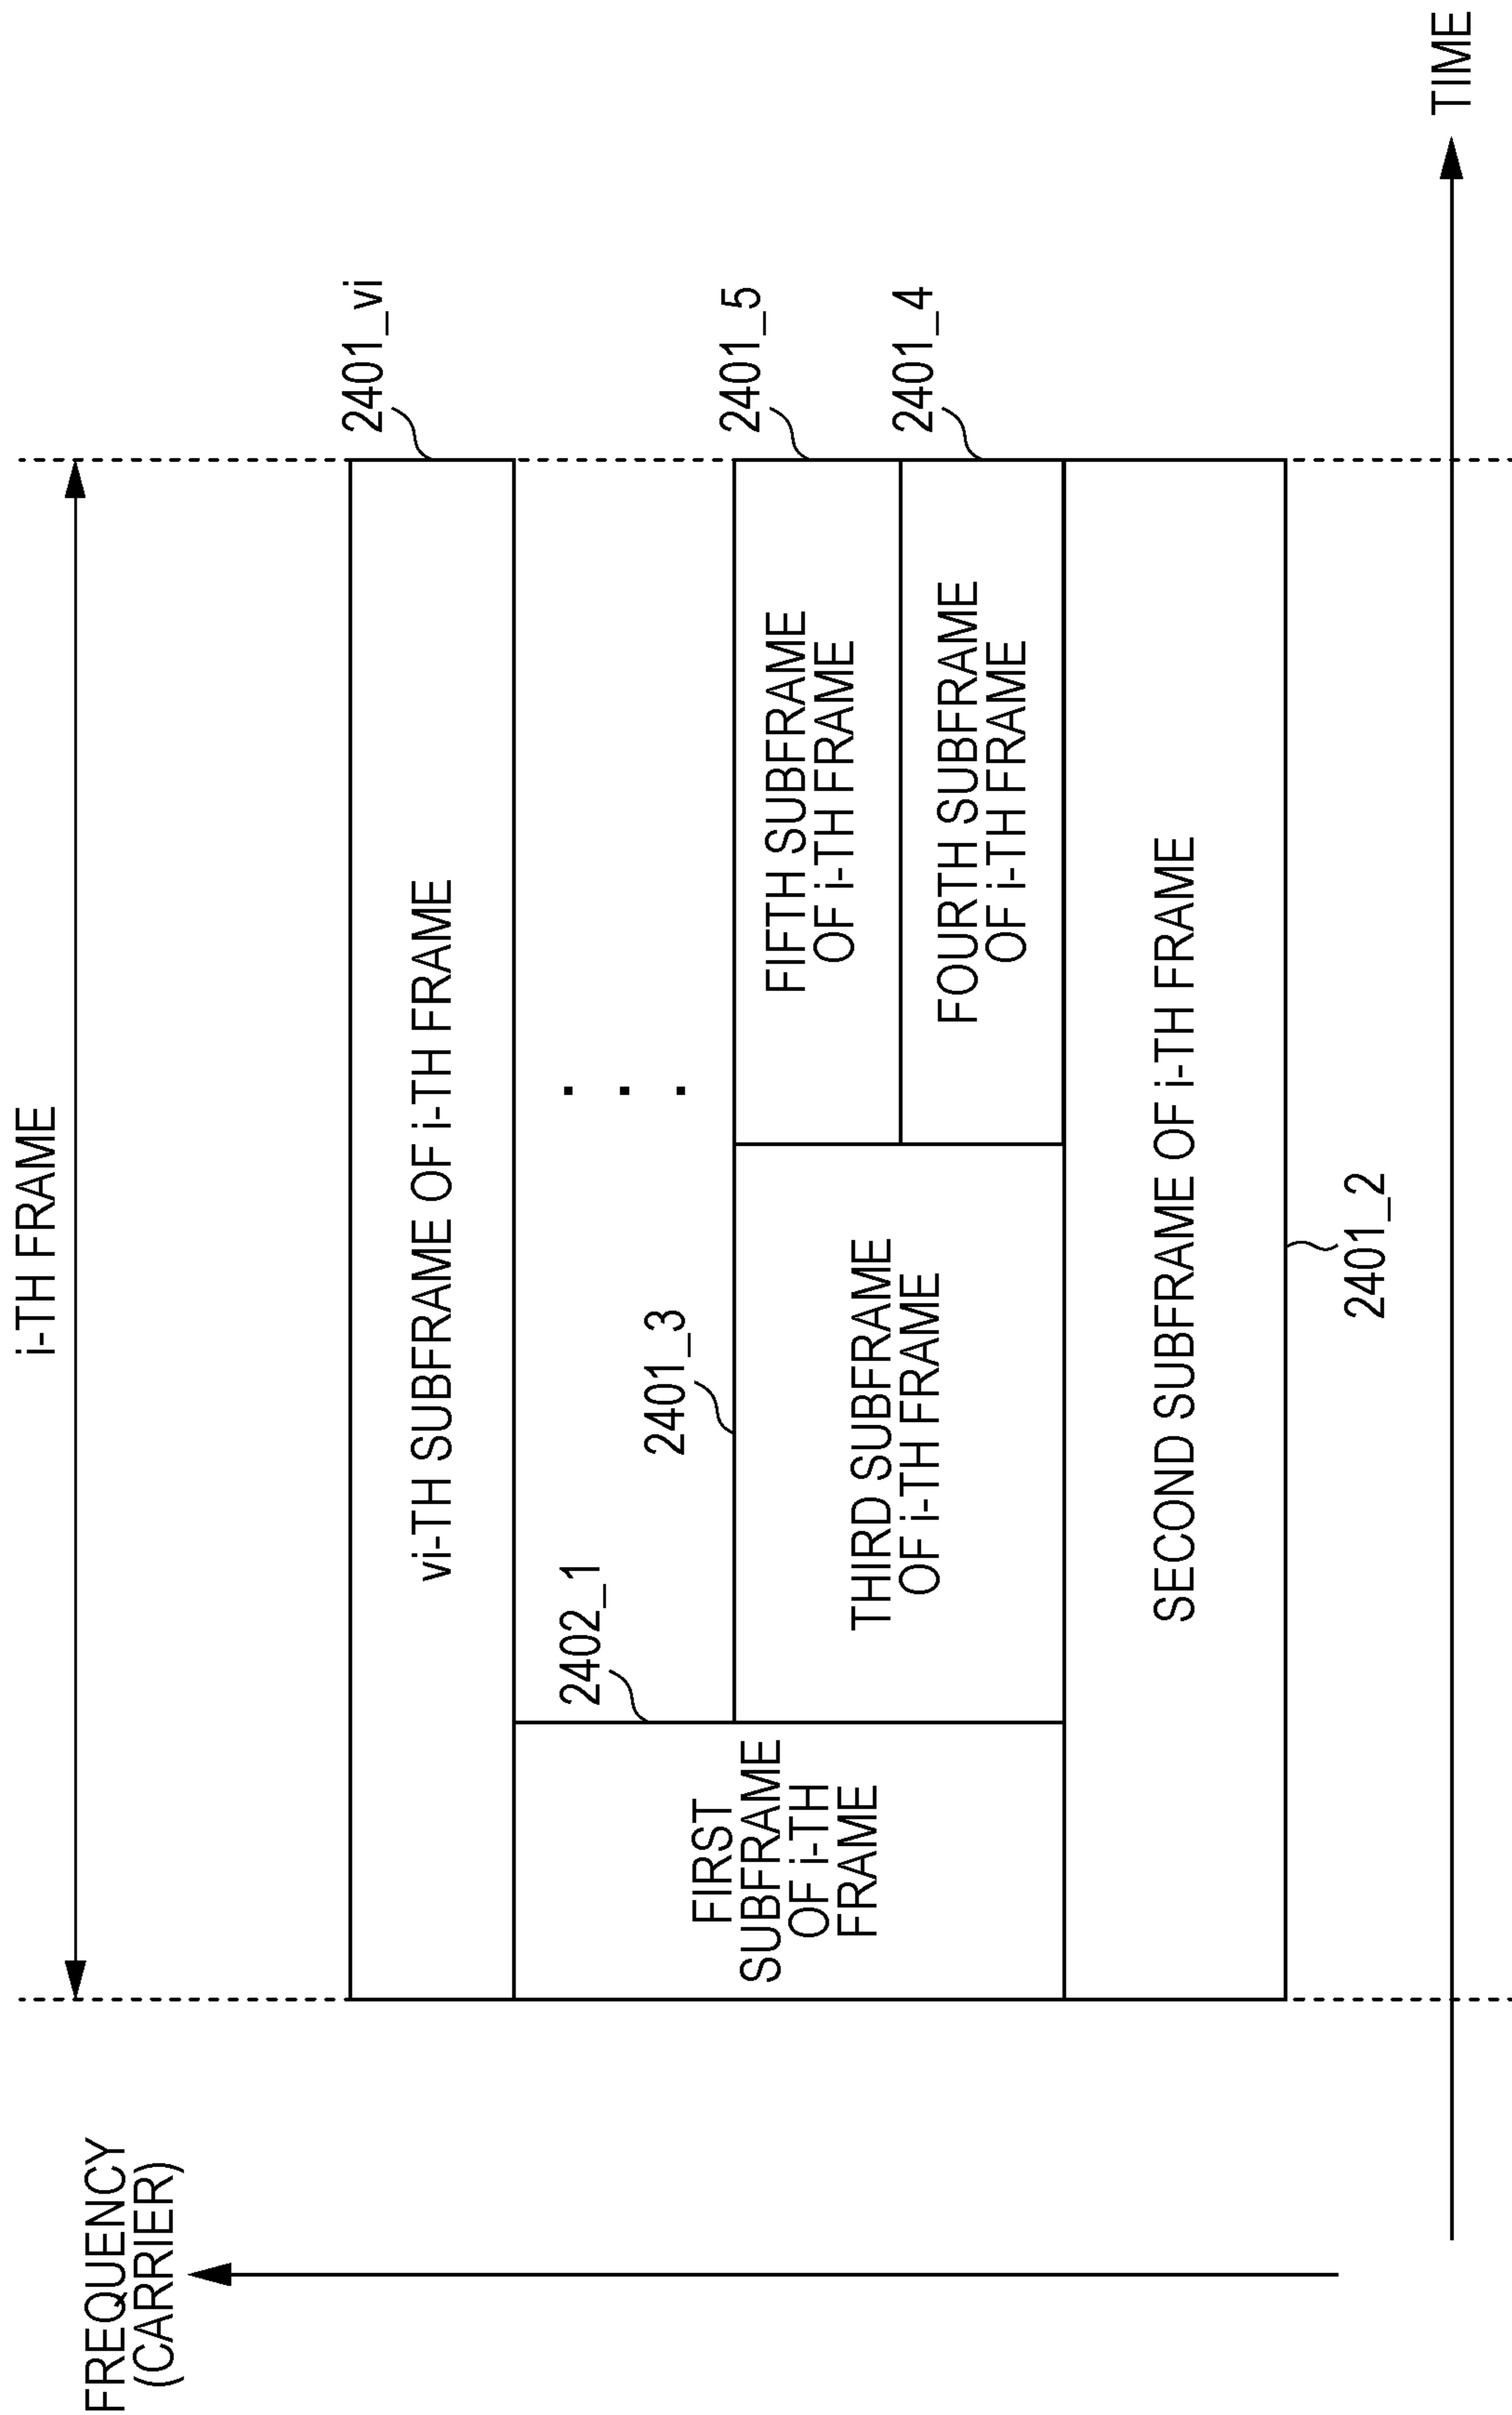 i-TH FRAME
FREQUENCY
(CARRIER)
2401_vi
vi-TH SUBFRAME OF i-TH FRAME
2402_1
2401_3
2401_5
FIRST
SUBFRAME
OF i-TH
FRAME
THIRD SUBFRAME
OF i-TH FRAME
FIFTH SUBFRAME
OF i-TH FRAME
2401_4
FOURTH SUBFRAME
OF i-TH FRAME
SECOND SUBFRAME OF i-TH FRAME
2401_2
TIME